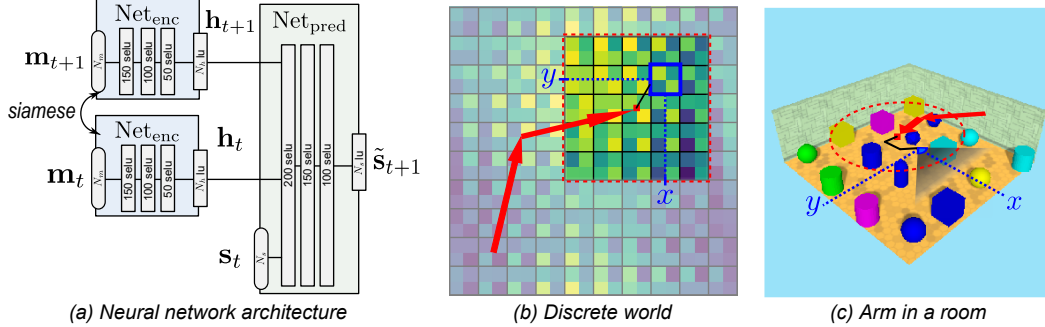 Net_enc
h_{t+1}
Net_pred
m_{t+1}
N_m
150 selu
100 selu
50 selu
N_h lu
siamese
Net_enc
h_t
m_t
N_m
150 selu
100 selu
50 selu
N_h lu
200 selu
150 selu
100 selu
N_s lu
s̃_{t+1}
s_t
N_s
(a) Neural network architecture
y
x
(b) Discrete world
y
x
(c) Arm in a room